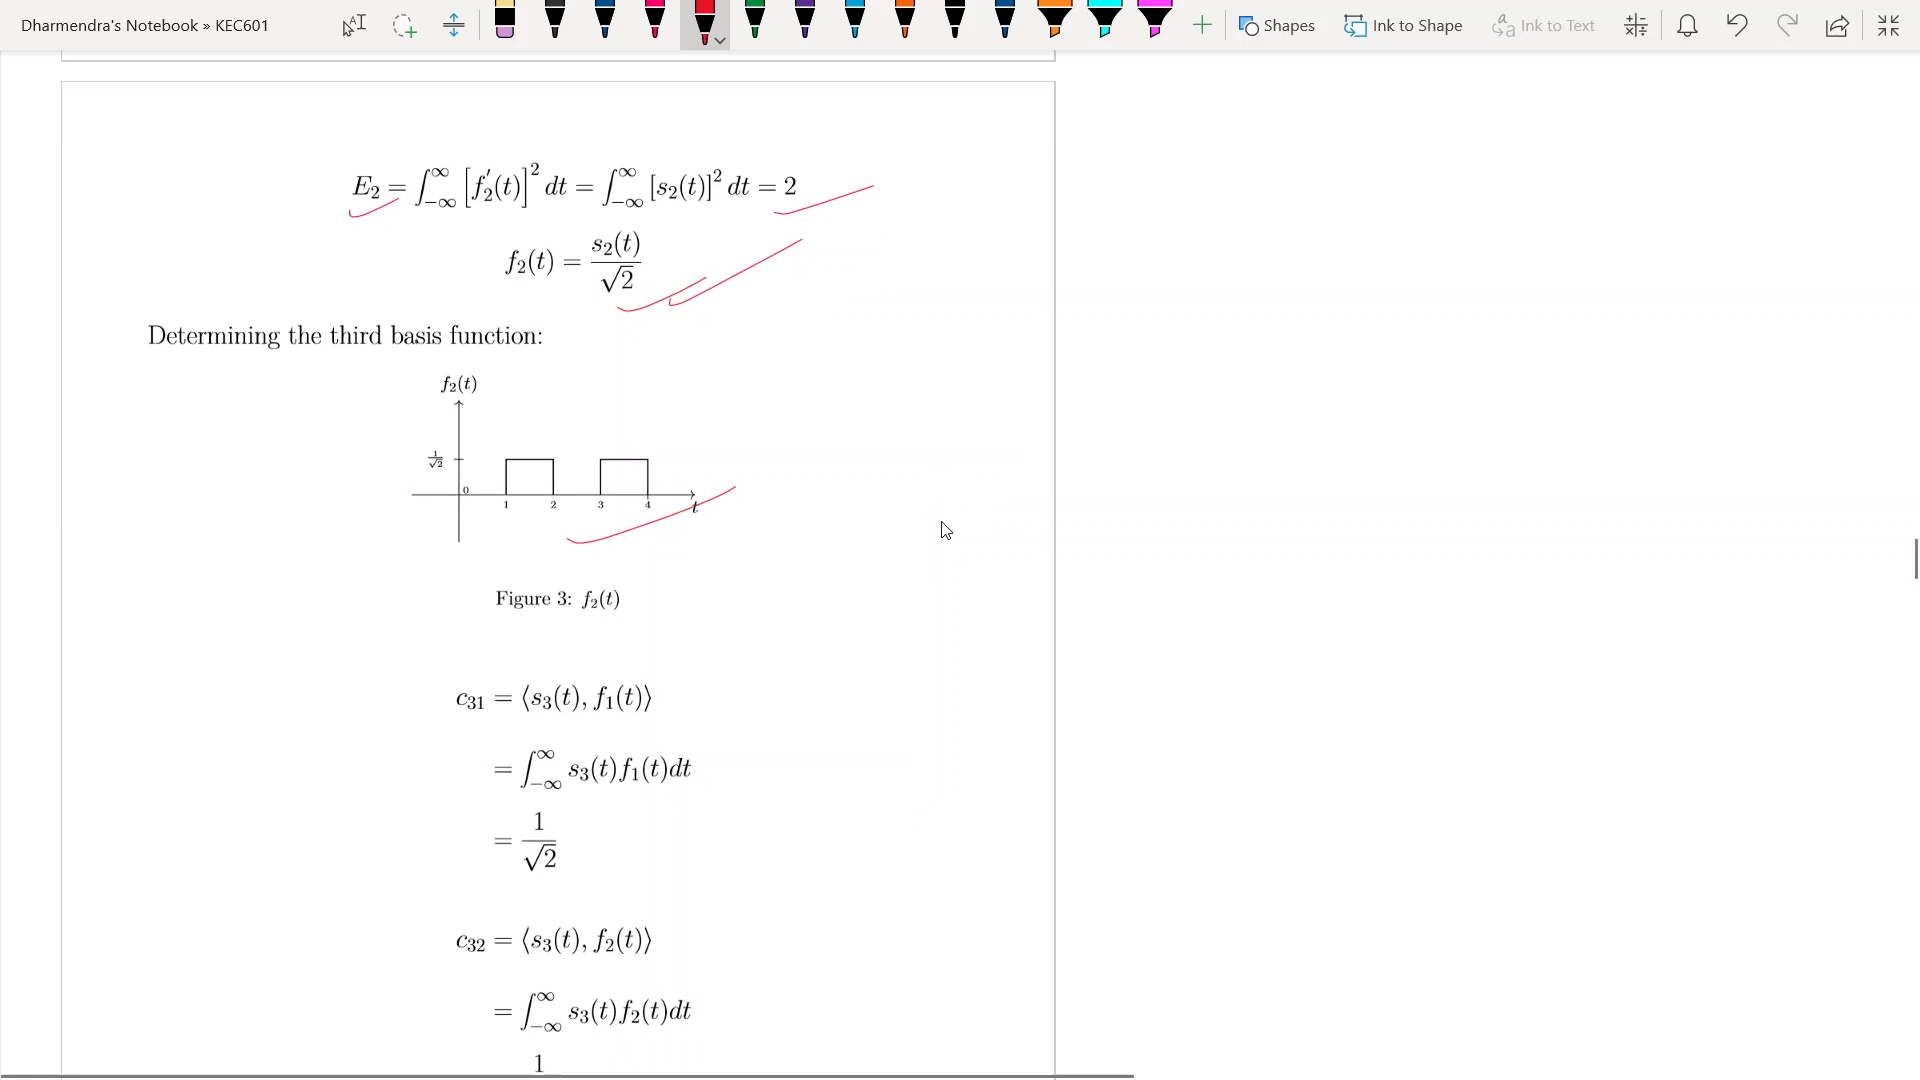 Dharmendra's Notebook » KEC601
Shapes
Ink to Shape
Ink to Text
E₂ = ∫_{-∞}^{∞} [f₂′(t)]² dt = ∫_{-∞}^{∞} [s₂(t)]² dt = 2
f₂(t) = s₂(t)/√2
Determining the third basis function:
f₂(t)
1/√2
0
1 2 3 4 t
Figure 3: f₂(t)
c₃₁ = ⟨s₃(t), f₁(t)⟩
= ∫_{-∞}^{∞} s₃(t)f₁(t)dt
= 1/√2
c₃₂ = ⟨s₃(t), f₂(t)⟩
= ∫_{-∞}^{∞} s₃(t)f₂(t)dt
1